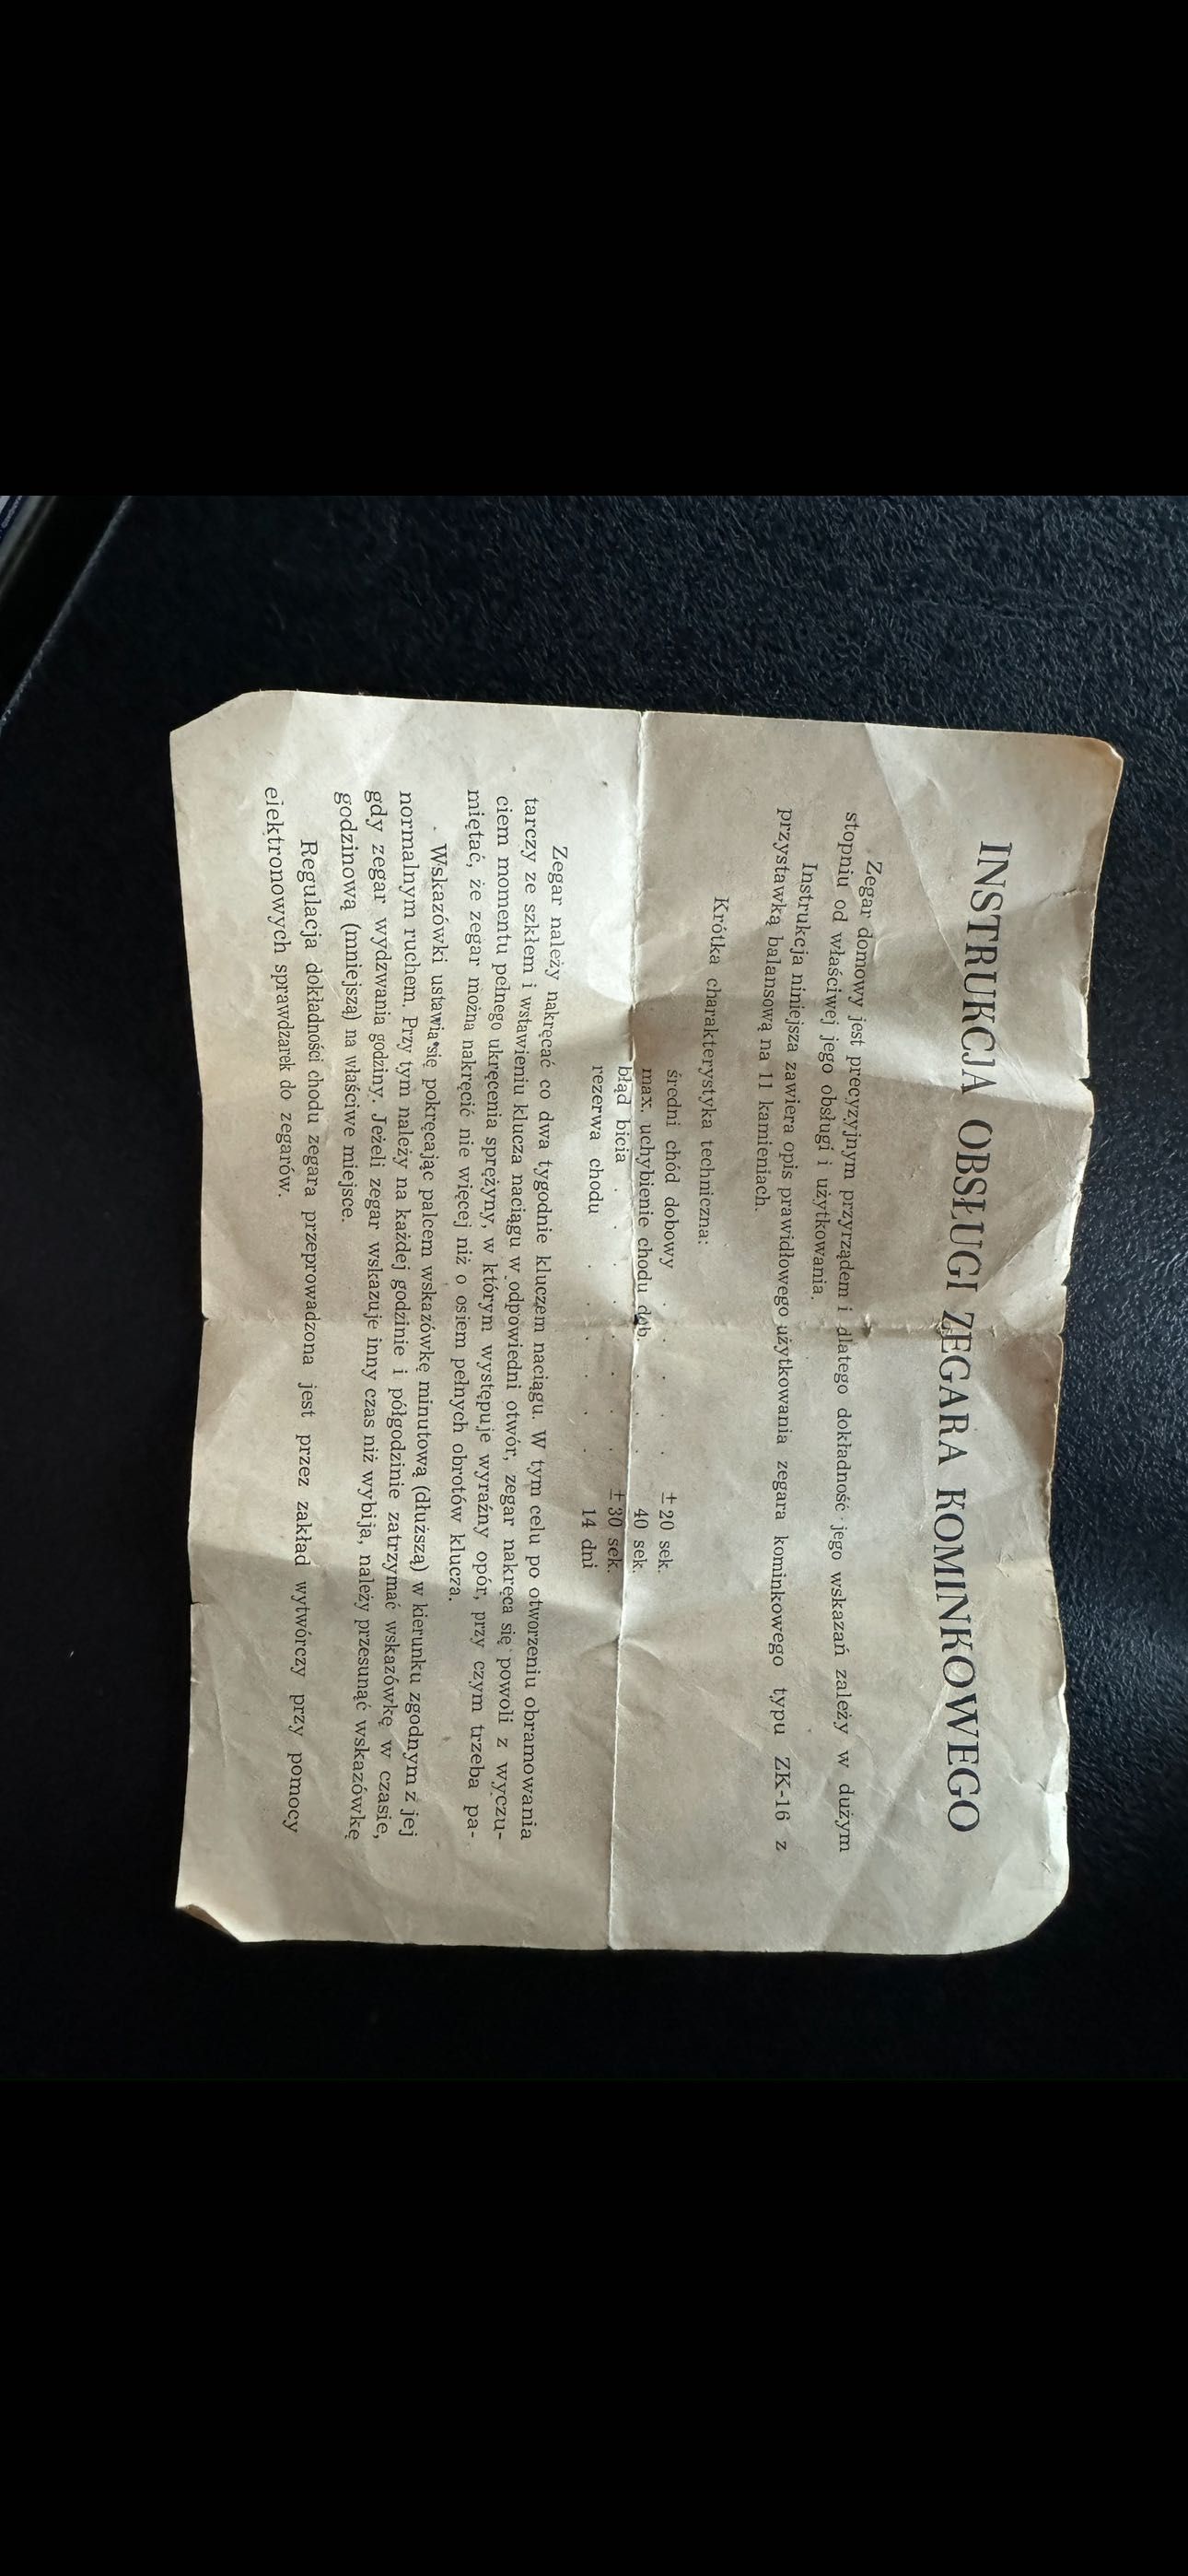 INSTRUKCJA OBSŁUGI ZEGARA KOMINKOWEGO
Zegar domowy jest precyzyjnym przyrządem i dlatego dokładność jego wskazań zależy w dużym
stopniu od właściwej jego obsługi i użytkowania.
Instrukcja niniejsza zawiera opis prawidłowego użytkowania zegara kominkowego typu ZK-16 z
przystawką balansową na 11 kamieniach.
Krótka charakterystyka techniczna:
średni chód dobowy . . . ±20 sek.
max. uchybienie chodu dob. . . 40 sek.
błąd bicia . . . . . ±30 sek.
rezerwa chodu . . . . . 14 dni
Zegar należy nakręcać co dwa tygodnie kluczem naciągu. W tym celu po otworzeniu obramowania
tarczy ze szkłem i wstawieniu klucza naciągu w odpowiedni otwór, zegar nakręca się powoli z wyczu-
ciem momentu pełnego ukręcenia sprężyny, w którym występuje wyraźny opór, przy czym trzeba pa-
miętać, że zegar można nakręcić nie więcej niż o osiem pełnych obrotów klucza.
Wskazówki ustawia się pokręcając palcem wskazówkę minutową (dłuższą) w kierunku zgodnym z jej
normalnym ruchem. Przy tym należy na każdej godzinie i półgodzinie zatrzymać wskazówkę w czasie,
gdy zegar wydzwania godziny. Jeżeli zegar wskazuje inny czas niż wybija, należy przesunąć wskazówkę
godzinową (mniejszą) na właściwe miejsce.
Regulacja dokładności chodu zegara przeprowadzona jest przez zakład wytwórczy przy pomocy
elektronowych sprawdzarek do zegarów.